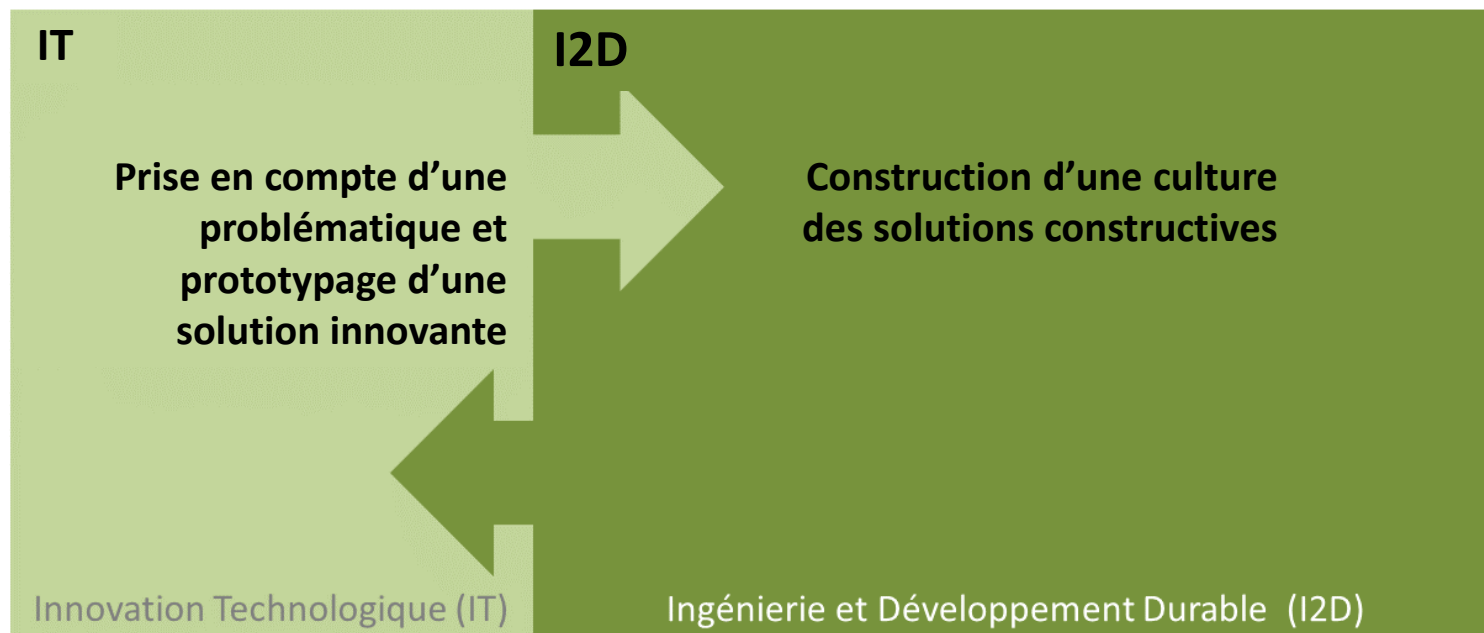 IT
I2D
Prise en compte d’une
problématique et
prototypage d’une
solution innovante
Construction d’une culture
des solutions constructives
Innovation Technologique (IT)
Ingénierie et Développement Durable (I2D)